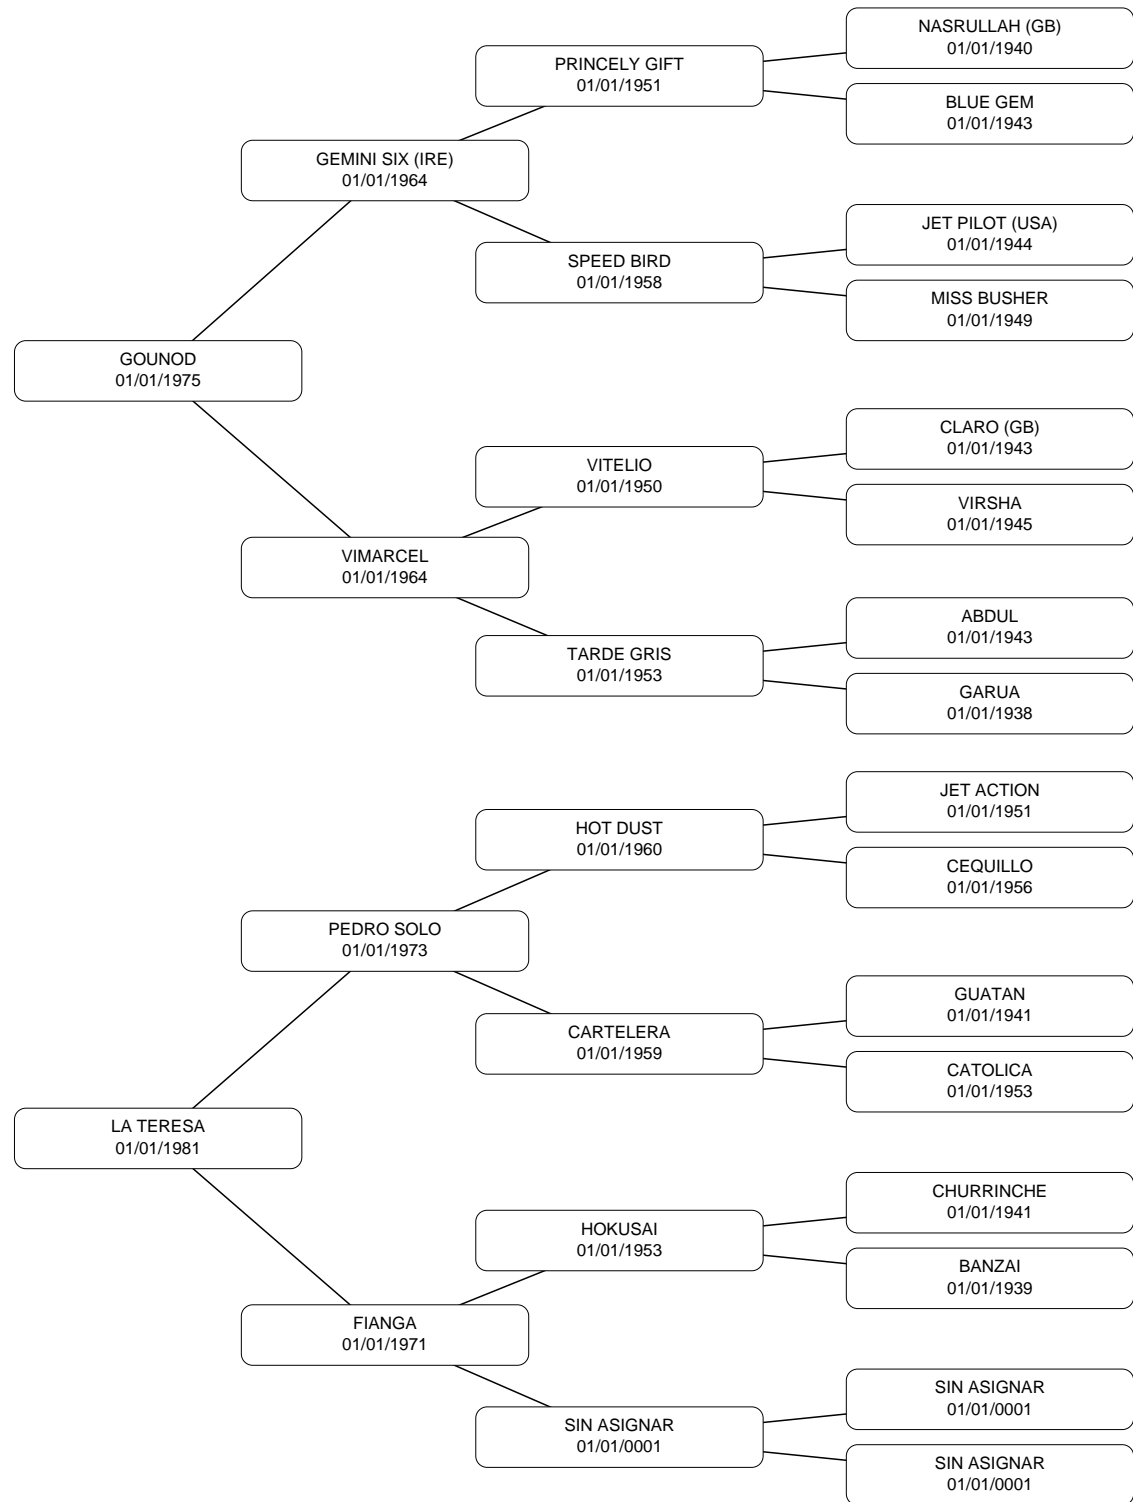 NASRULLAH (GB)
01/01/1940
PRINCELY GIFT
01/01/1951
BLUE GEM
01/01/1943
GEMINI SIX (IRE)
01/01/1964
JET PILOT (USA)
01/01/1944
SPEED BIRD
01/01/1958
MISS BUSHER
01/01/1949
GOUNOD
01/01/1975
CLARO (GB)
01/01/1943
VITELIO
01/01/1950
VIRSHA
01/01/1945
VIMARCEL
01/01/1964
ABDUL
01/01/1943
TARDE GRIS
01/01/1953
GARUA
01/01/1938
JET ACTION
01/01/1951
HOT DUST
01/01/1960
CEQUILLO
01/01/1956
PEDRO SOLO
01/01/1973
GUATAN
01/01/1941
CARTELERA
01/01/1959
CATOLICA
01/01/1953
LA TERESA
01/01/1981
CHURRINCHE
01/01/1941
HOKUSAI
01/01/1953
BANZAI
01/01/1939
FIANGA
01/01/1971
SIN ASIGNAR
01/01/0001
SIN ASIGNAR
01/01/0001
SIN ASIGNAR
01/01/0001